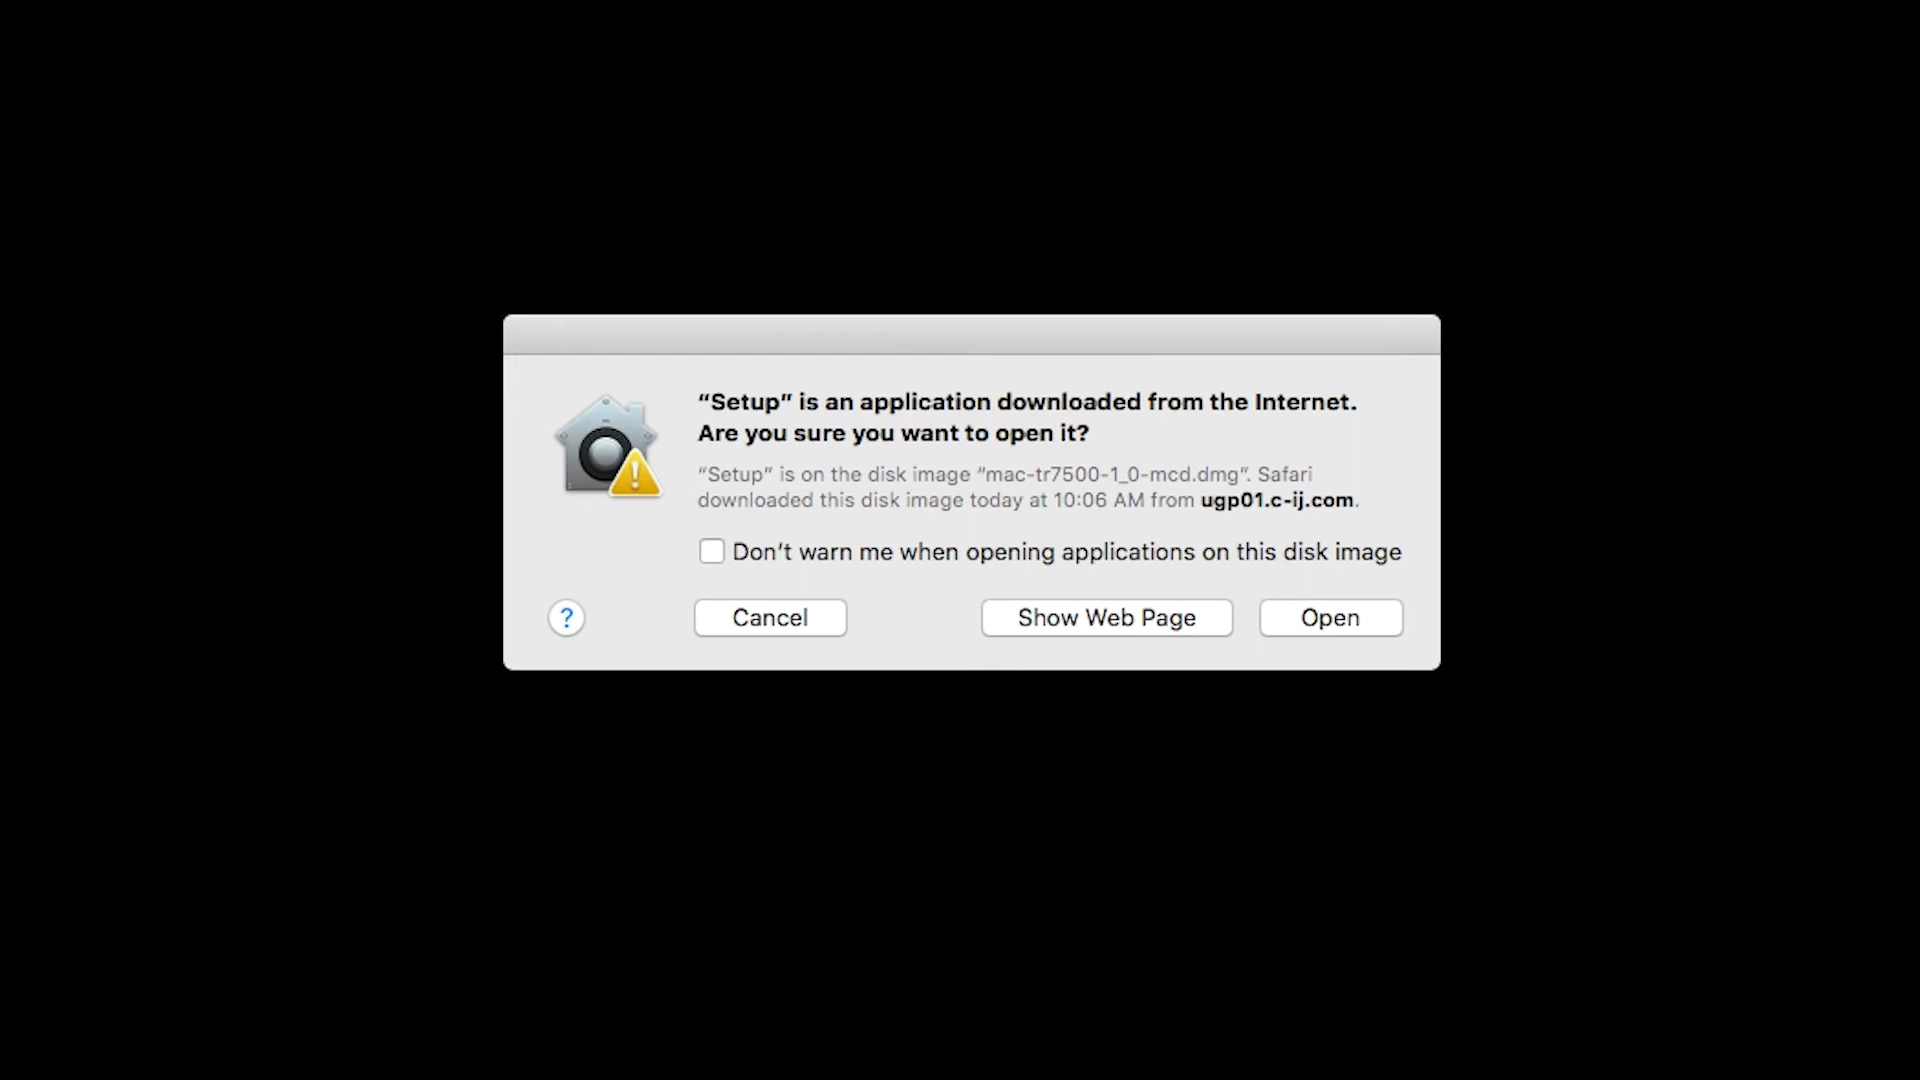 “Setup” is an application downloaded from the Internet.
Are you sure you want to open it?
“Setup” is on the disk image “mac-tr7500-1_0-mcd.dmg”. Safari
downloaded this disk image today at 10:06 AM from ugp01.c-ij.com.
Don’t warn me when opening applications on this disk image
? Cancel Show Web Page Open